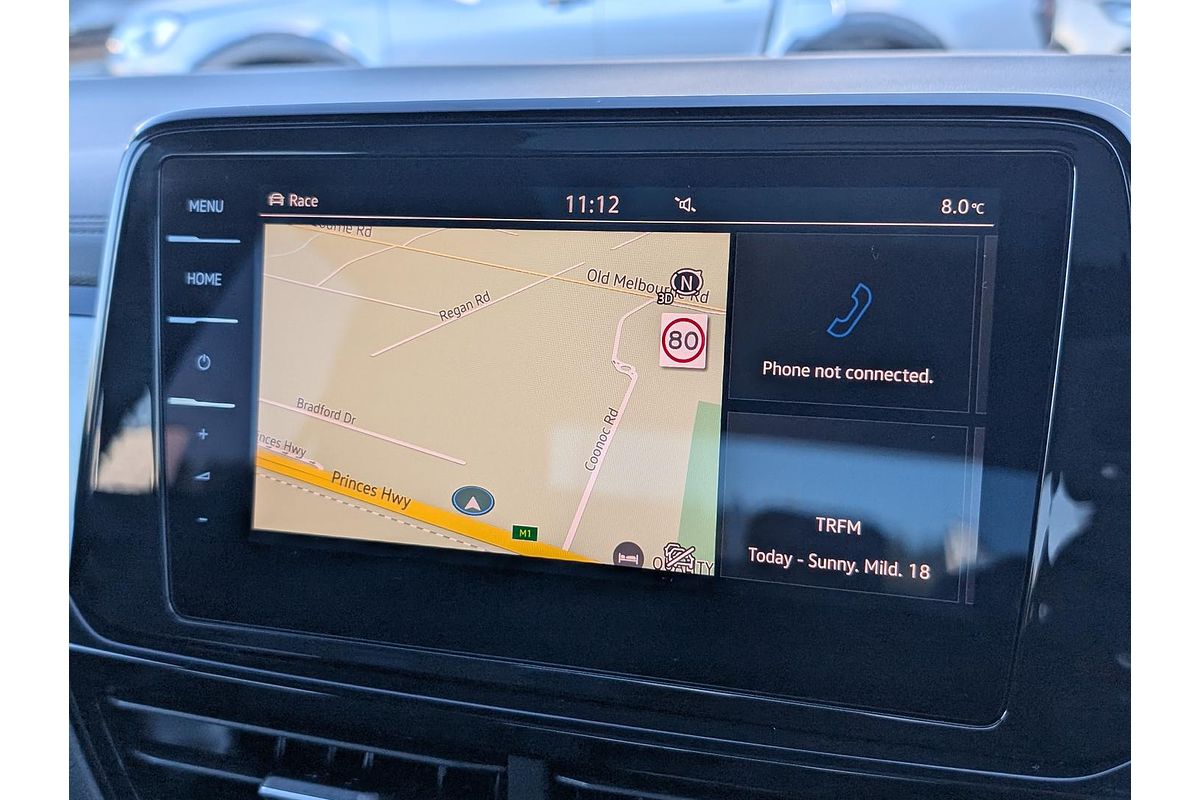 MENU
HOME
+
-
Race
11:12
8.0°C
Old Melbourne Rd
N
3D
Regan Rd
80
Bradford Dr
Coonoc Rd
Princes Hwy
M1
Phone not connected.
TRFM
Today - Sunny. Mild. 18